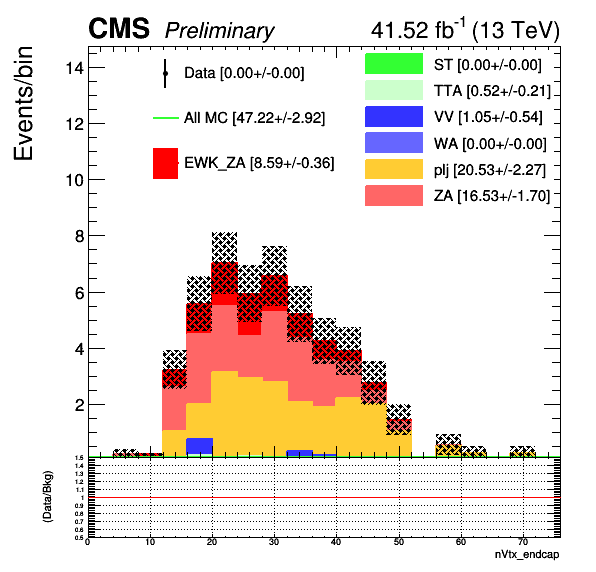 CMS Preliminary 41.52 fb-1 (13 TeV)
Events/bin
14
12
10
8
6
4
2
Data [0.00+/-0.00]
All MC [47.22+/-2.92]
EWK_ZA [8.59+/-0.36]
ST [0.00+/-0.00]
TTA [0.52+/-0.21]
VV [1.05+/-0.54]
WA [0.00+/-0.00]
plj [20.53+/-2.27]
ZA [16.53+/-1.70]
(Data/Bkg)
1.5
1.4
1.3
1.2
1.1
1
0.9
0.8
0.7
0.6
0.5
0 10 20 30 40 50 60 70
nVtx_endcap